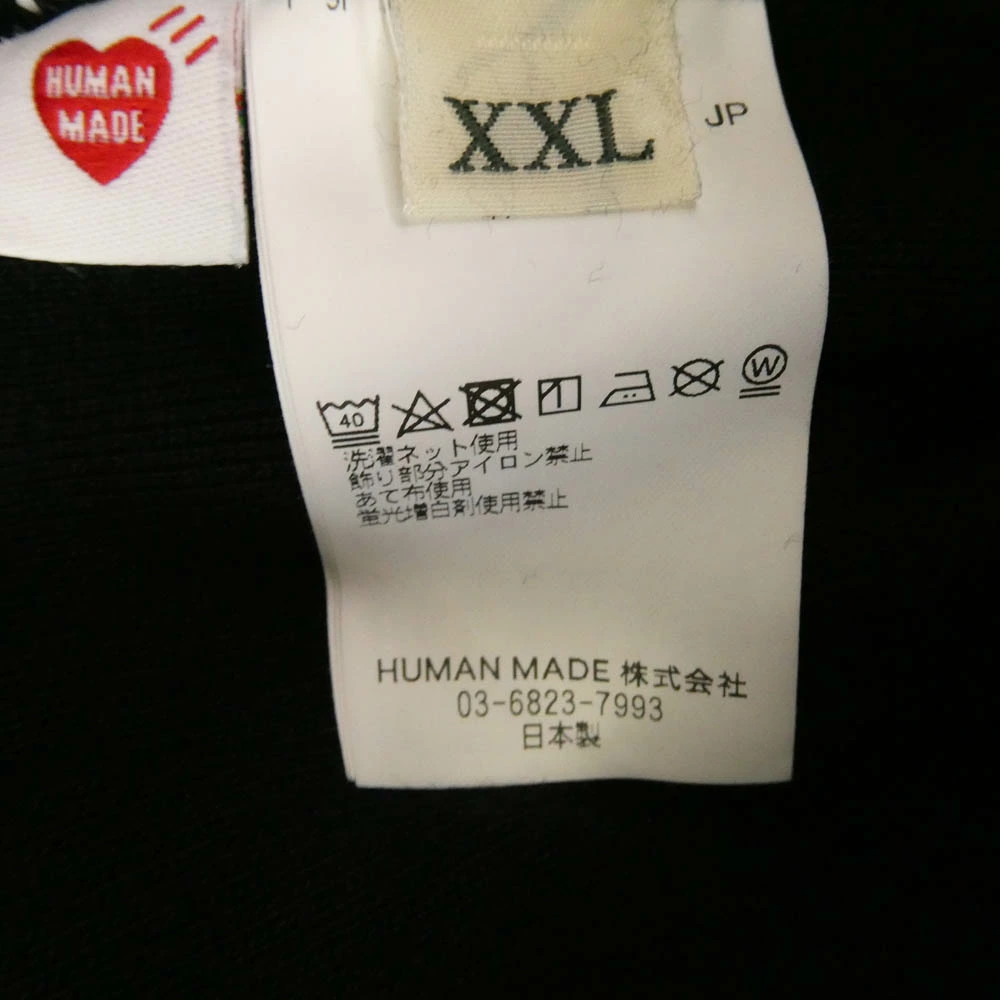 HUMAN
MADE
XXL
JP
40
洗濯ネット使用
飾り部分アイロン禁止
あて布使用
蛍光増白剤使用禁止
W
HUMAN MADE 株式会社
03-6823-7993
日本製